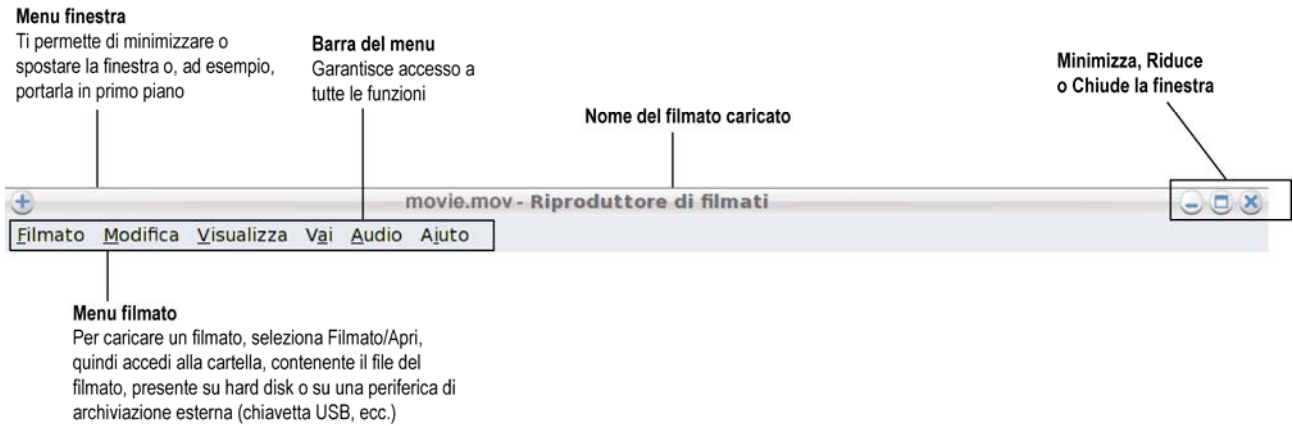 Menu finestra
Ti permette di minimizzare o
spostare la finestra o, ad esempio,
portarla in primo piano
Barra del menu
Garantisce accesso a
tutte le funzioni
Nome del filmato caricato
Minimizza, Riduce
o Chiude la finestra
movie.mov - Riproduttore di filmati
Filmato Modifica Visualizza Vai Audio Aiuto
Menu filmato
Per caricare un filmato, seleziona Filmato/Apri,
quindi accedi alla cartella, contenente il file del
filmato, presente su hard disk o su una periferica di
archiviazione esterna (chiavetta USB, ecc.)